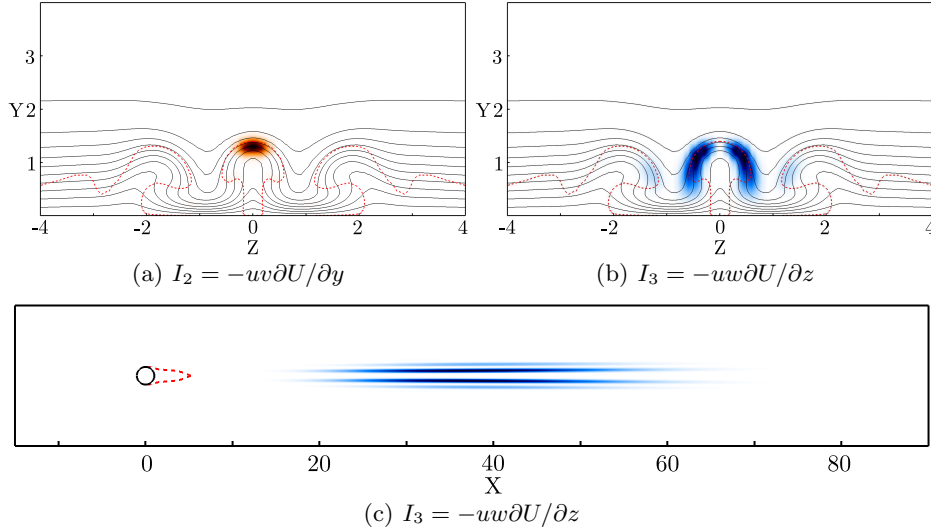 3
Y2
1
-4 -2 0 2 4
Z
(a) I₂ = −uv∂U/∂y
3
Y2
1
-4 -2 0 2 4
Z
(b) I₃ = −uw∂U/∂z
0 20 40 60 80
X
(c) I₃ = −uw∂U/∂z